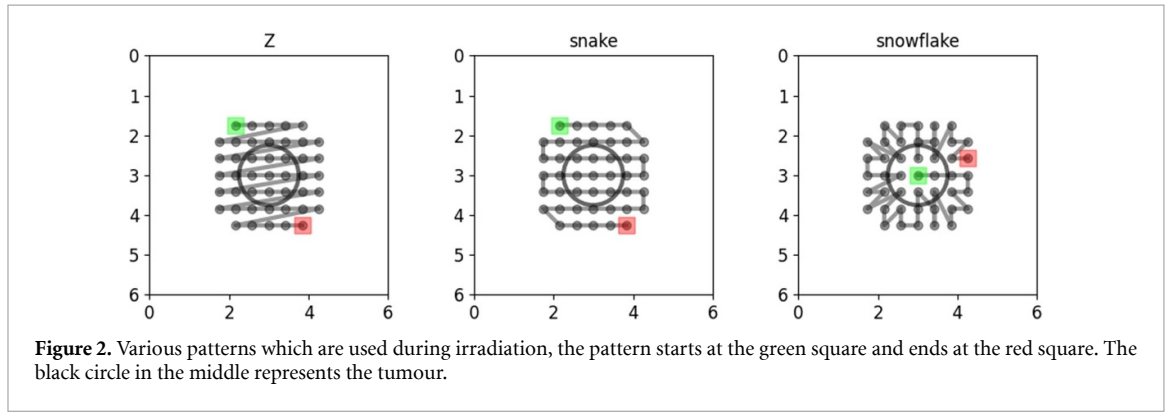 Z snake snowflake
0 0 0
1 1 1
2 2 2
3 3 3
4 4 4
5 5 5
6 6 6
0 2 4 6 0 2 4 6 0 2 4 6
Figure 2. Various patterns which are used during irradiation, the pattern starts at the green square and ends at the red square. The
black circle in the middle represents the tumour.